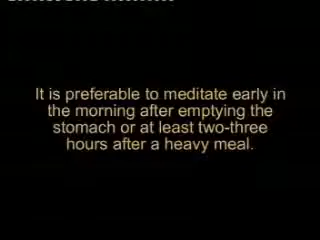 It is preferable to meditate early in
the morning after emptying the
stomach or at least two-three
hours after a heavy meal.